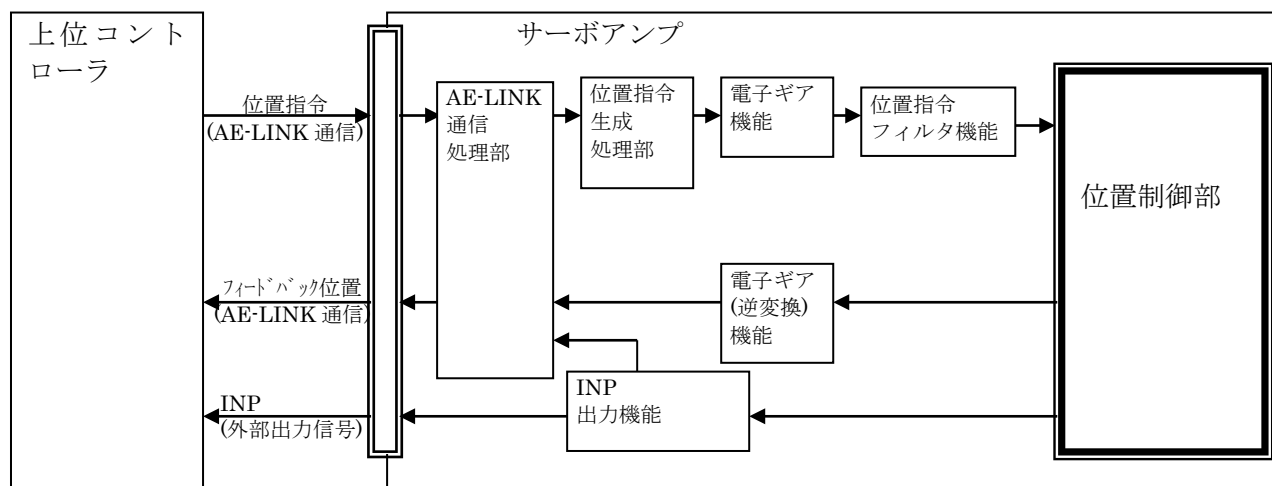 上位コント
ローラ
サーボアンプ
位置指令
(AE-LINK 通信)
AE-LINK
通信
処理部
位置指令
生成
処理部
電子ギア
機能
位置指令
フィルタ機能
位置制御部
ﾌｨｰﾄﾞﾊﾞｯｸ位置
(AE-LINK 通信)
電子ギア
(逆変換)
機能
INP
(外部出力信号)
INP
出力機能